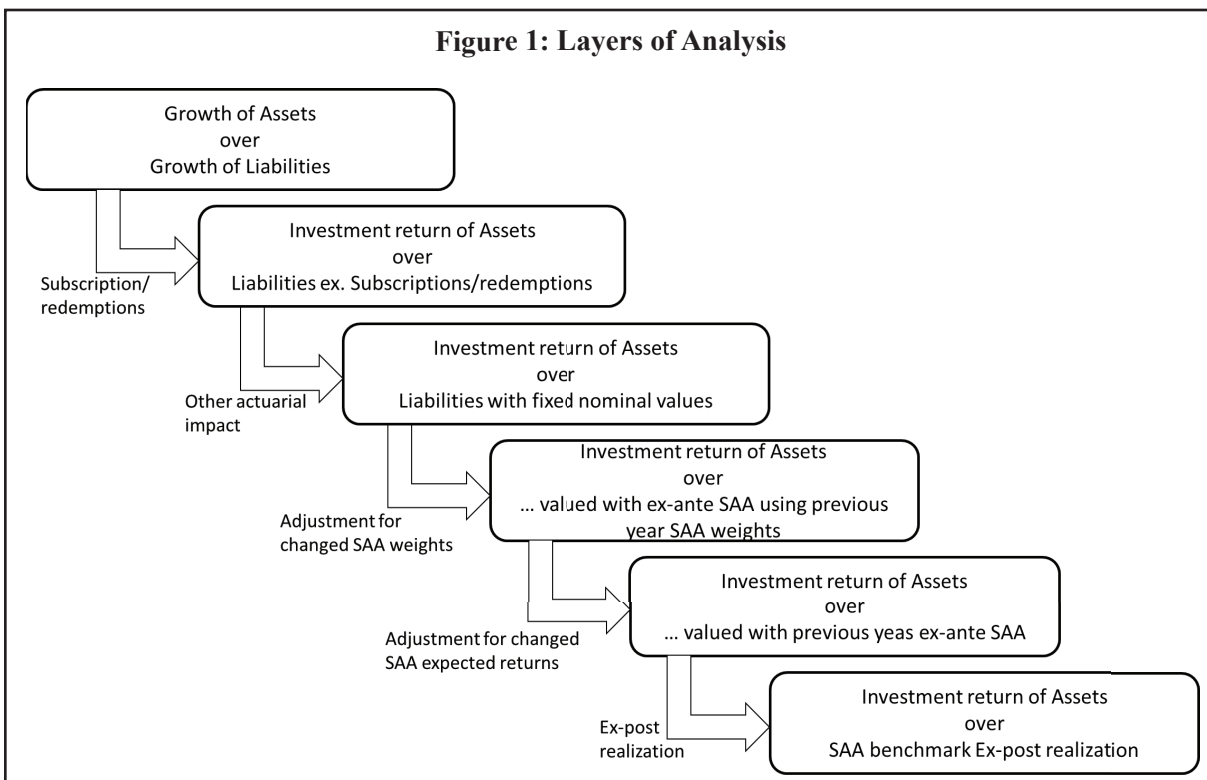 Figure 1: Layers of Analysis
Growth of Assets
over
Growth of Liabilities
Subscription/
redemptions
Investment return of Assets
over
Liabilities ex. Subscriptions/redemptions
Other actuarial
impact
Investment return of Assets
over
Liabilities with fixed nominal values
Adjustment for
changed SAA weights
Investment return of Assets
over
... valued with ex-ante SAA using previous
year SAA weights
Adjustment for changed
SAA expected returns
Investment return of Assets
over
... valued with previous yeas ex-ante SAA
Ex-post
realization
Investment return of Assets
over
SAA benchmark Ex-post realization